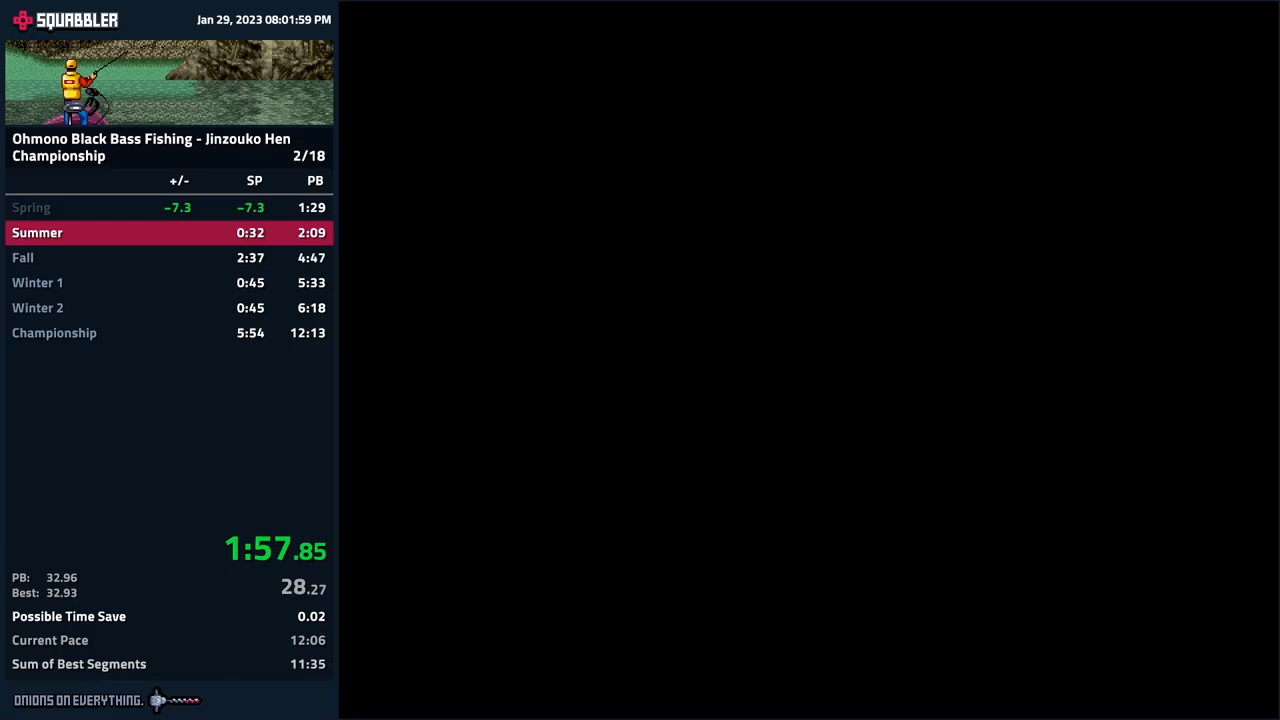 SQUABBLER
Jan 29, 2023 08:01:59 PM
Ohmono Black Bass Fishing - Jinzouko Hen
Championship 2/18
+/- SP PB
Spring -7.3 -7.3 1:29
Summer 0:32 2:09
Fall 2:37 4:47
Winter 1 0:45 5:33
Winter 2 0:45 6:18
Championship 5:54 12:13
1:57.85
PB: 32.96
Best: 32.93
28.27
Possible Time Save 0.02
Current Pace 12:06
Sum of Best Segments 11:35
ONIONS ON EVERYTHING.